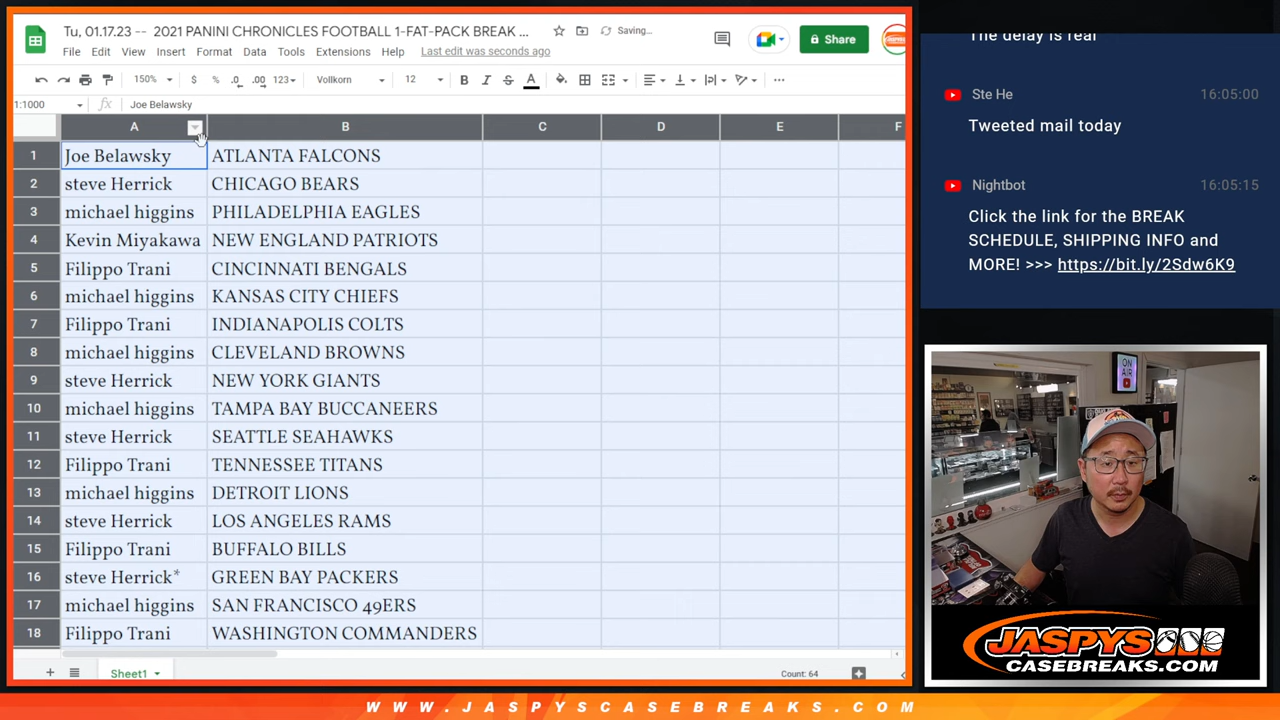 Tu, 01.17.23 -- 2021 PANINI CHRONICLES FOOTBALL 1-FAT-PACK BREAK ...
Saving...
File Edit View Insert Format Data Tools Extensions Help Last edit was seconds ago
Share
150% $ % .0 .00 123 Vollkorn 12 B I S A
1:1000 fx Joe Belawsky
A B C D E F
1 Joe Belawsky ATLANTA FALCONS
2 steve Herrick CHICAGO BEARS
3 michael higgins PHILADELPHIA EAGLES
4 Kevin Miyakawa NEW ENGLAND PATRIOTS
5 Filippo Trani CINCINNATI BENGALS
6 michael higgins KANSAS CITY CHIEFS
7 Filippo Trani INDIANAPOLIS COLTS
8 michael higgins CLEVELAND BROWNS
9 steve Herrick NEW YORK GIANTS
10 michael higgins TAMPA BAY BUCCANEERS
11 steve Herrick SEATTLE SEAHAWKS
12 Filippo Trani TENNESSEE TITANS
13 michael higgins DETROIT LIONS
14 steve Herrick LOS ANGELES RAMS
15 Filippo Trani BUFFALO BILLS
16 steve Herrick* GREEN BAY PACKERS
17 michael higgins SAN FRANCISCO 49ERS
18 Filippo Trani WASHINGTON COMMANDERS
Sheet1
Count: 64
The delay is real
Ste He 16:05:00
Tweeted mail today
Nightbot 16:05:15
Click the link for the BREAK
SCHEDULE, SHIPPING INFO and
MORE! >>> https://bit.ly/2Sdw6K9
ON
AIR
JASPYS
CASEBREAKS.COM
WWW.JASPYSCASEBREAKS.COM